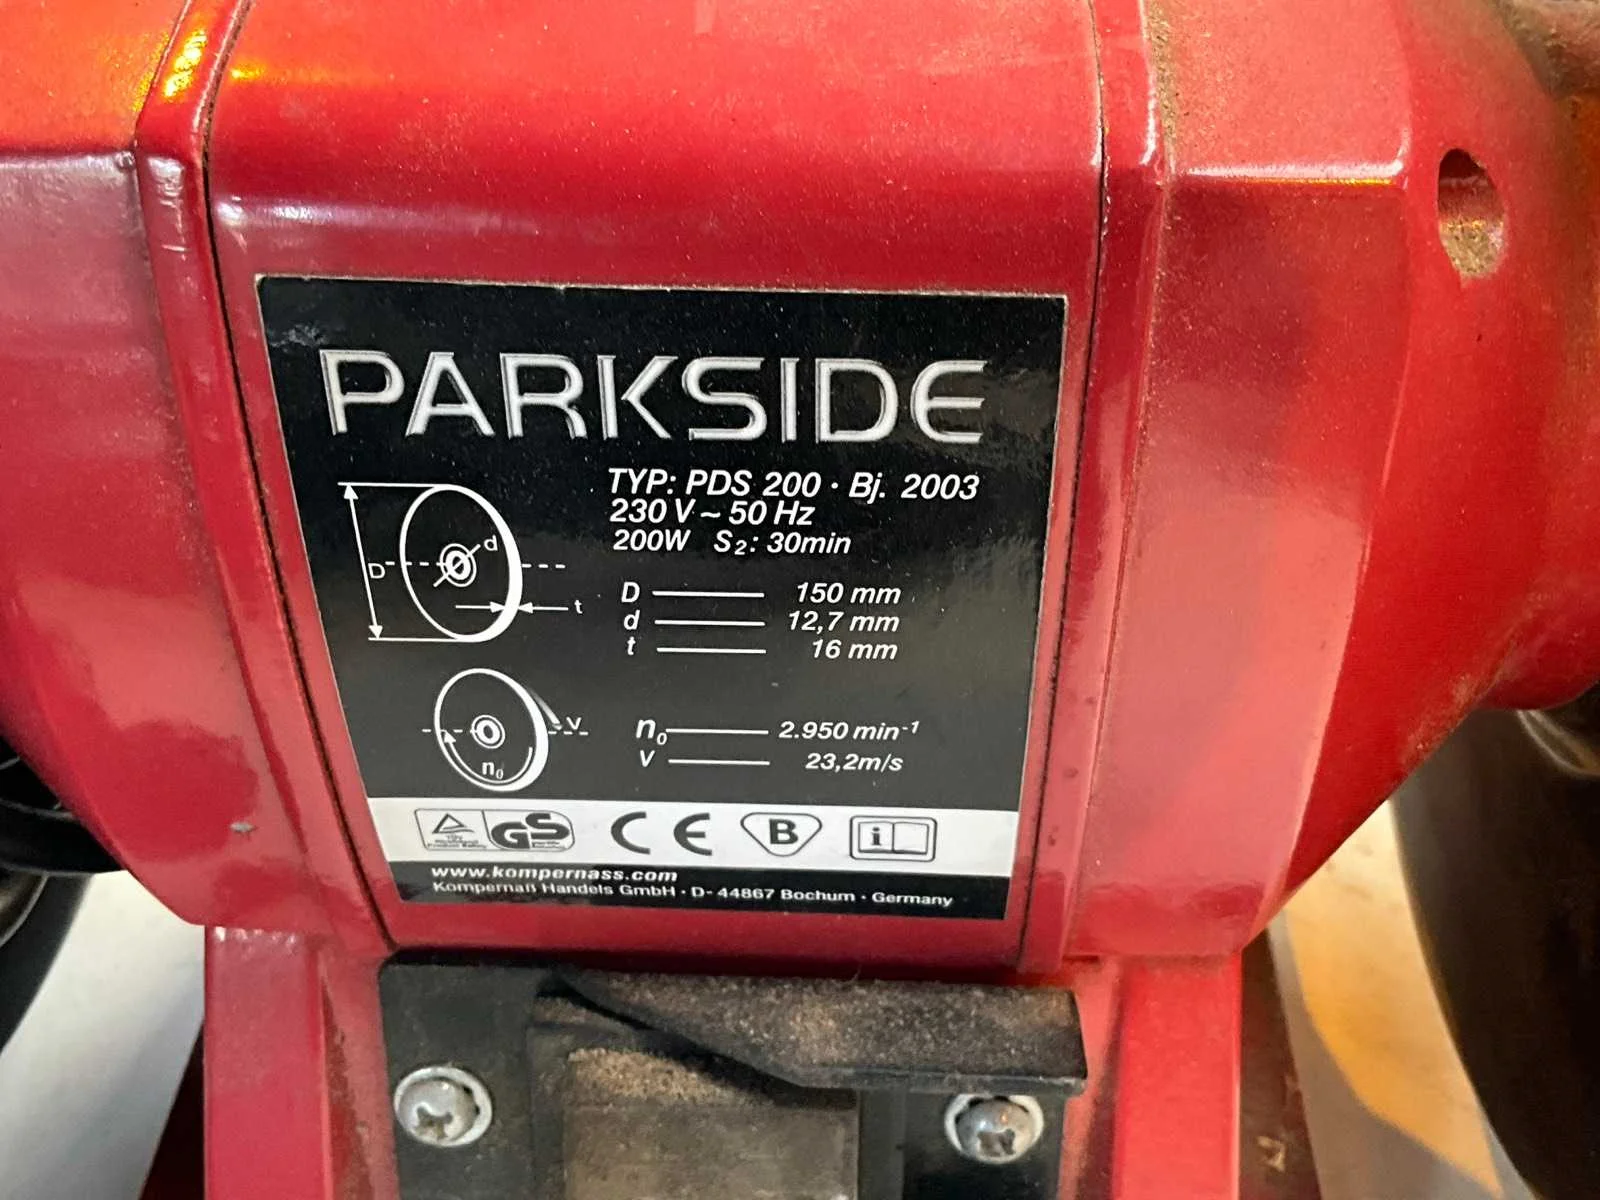 PARKSIDE
TYP: PDS 200 · Bj. 2003
230 V ~ 50 Hz
200W S₂: 30min
D d t
D 150 mm
d 12,7 mm
t 16 mm
v n₀
n₀ 2.950 min⁻¹
v 23,2m/s
GS CE B i
www.kompernass.com
Kompernaß Handels GmbH · D- 44867 Bochum · Germany